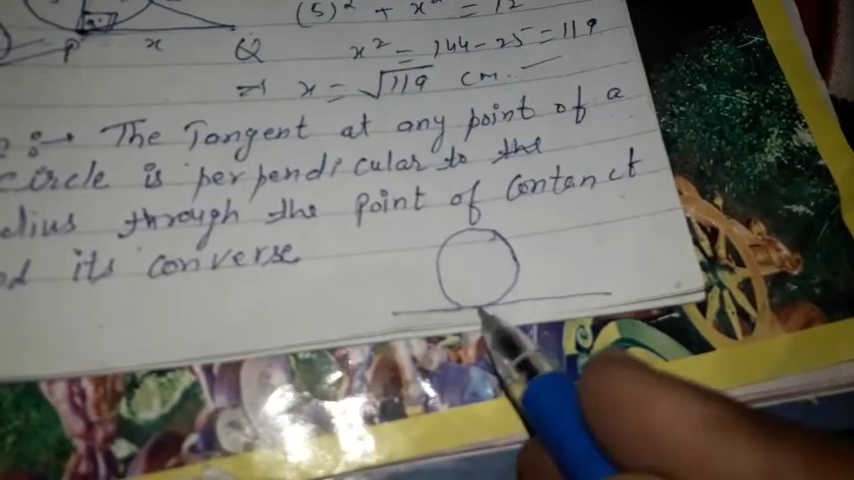 (5)² + x² = 12
P x Q
x² = 144 - 25 = 119
⇒ x = √119 cm.
:→ The Tangent at any point of a
circle is perpendicular to the
dius through the point of Contanct
d its converse